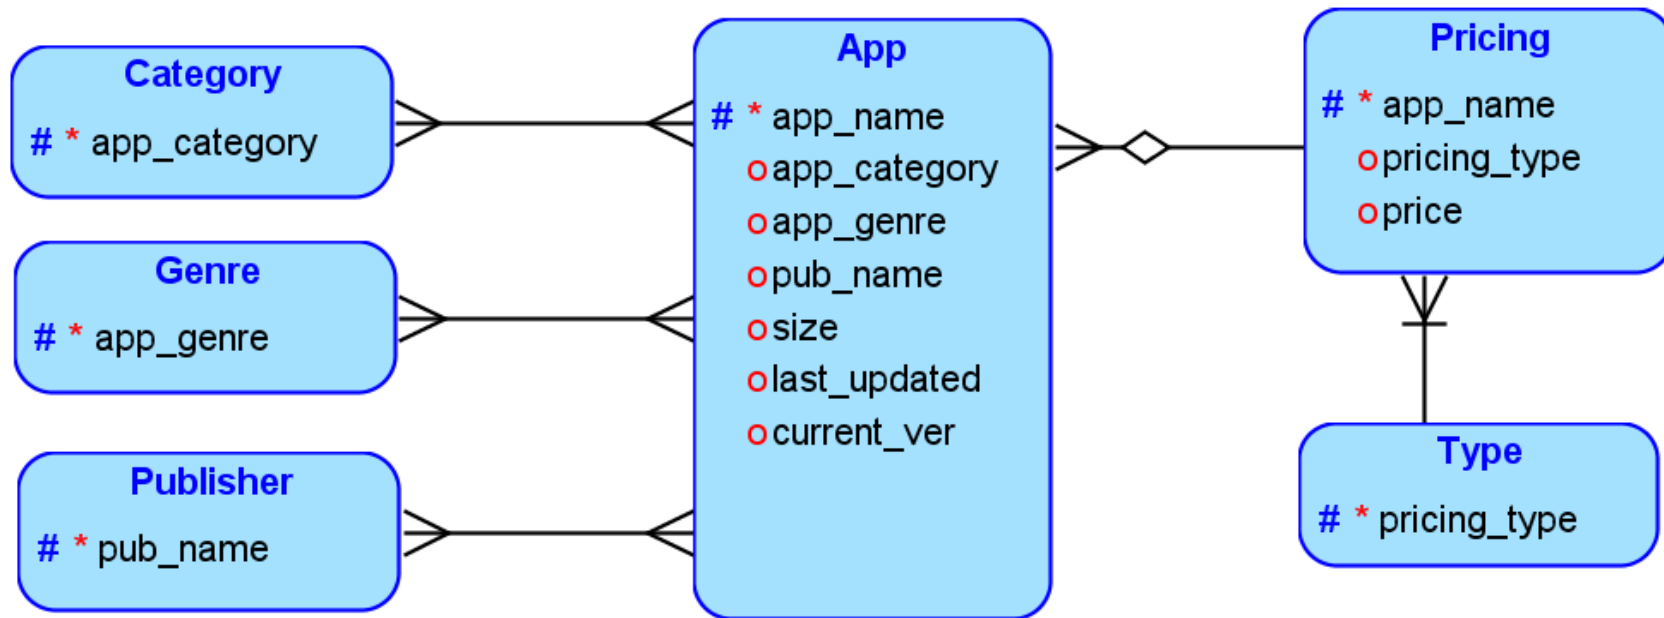 Category
# * app_category
Genre
# * app_genre
Publisher
# * pub_name
App
# * app_name
o app_category
o app_genre
o pub_name
o size
o last_updated
o current_ver
Pricing
# * app_name
o pricing_type
o price
Type
# * pricing_type